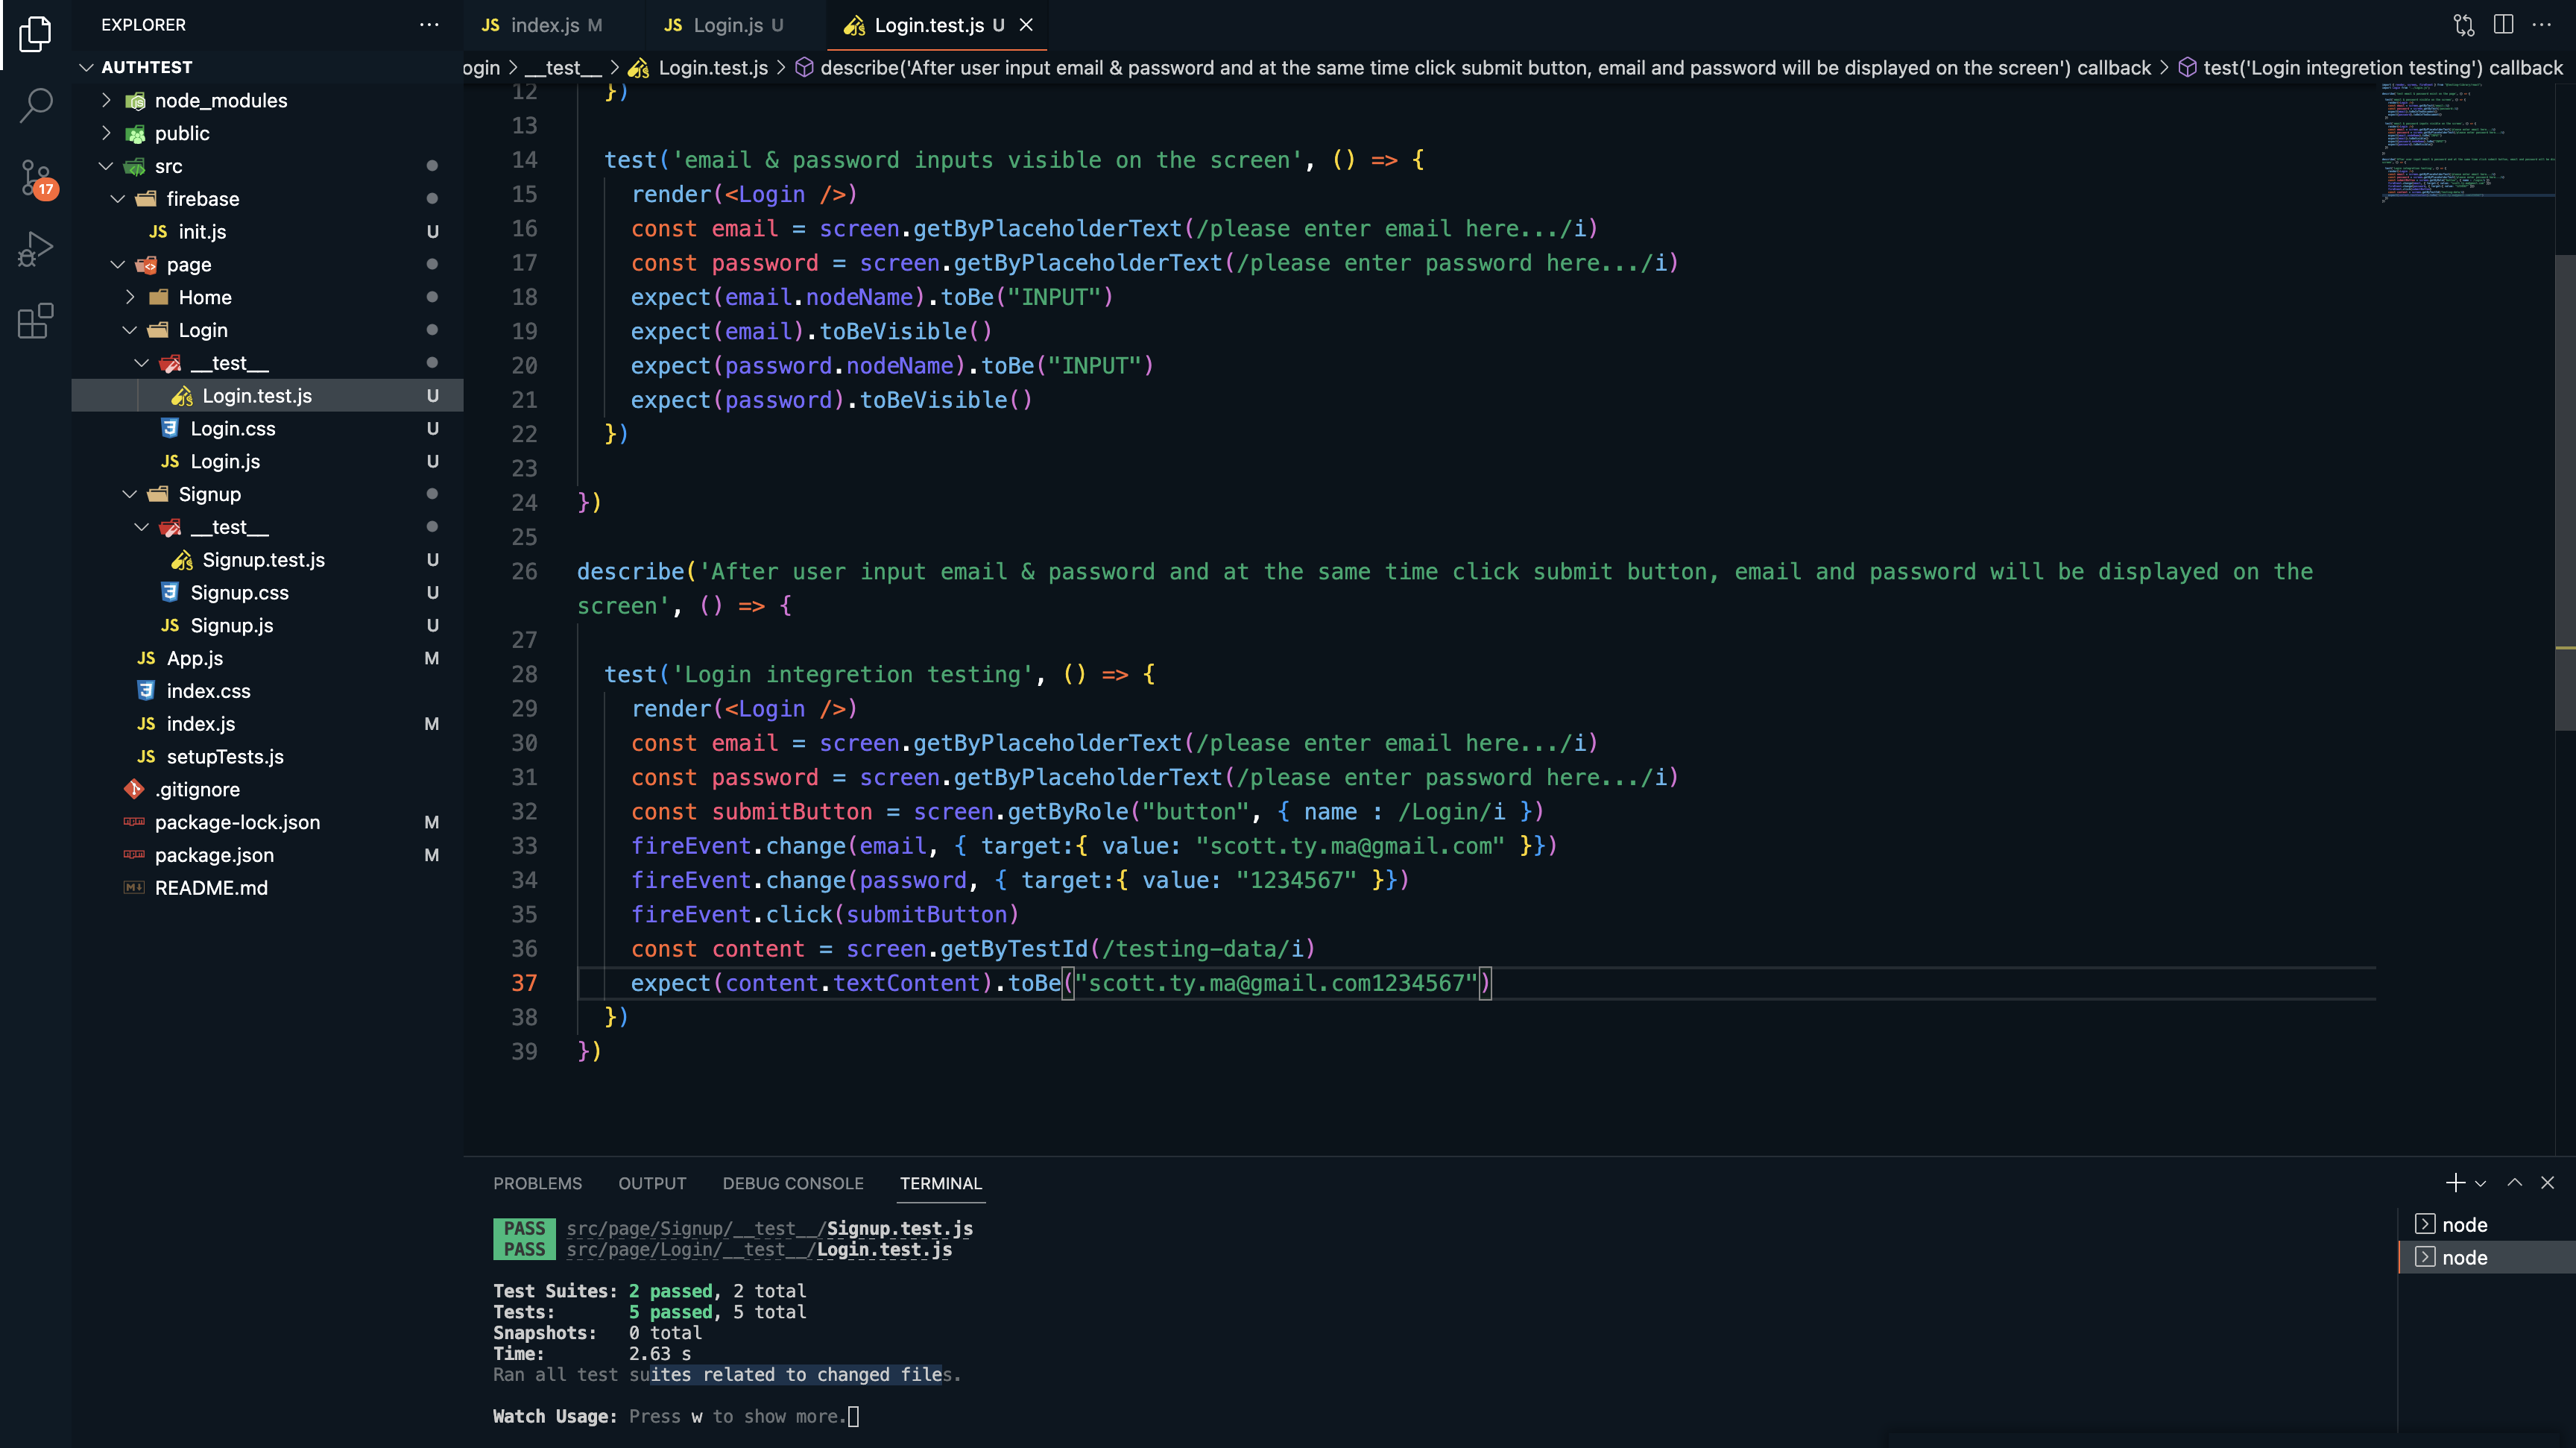 EXPLORER
AUTHTEST
node_modules
public
src
firebase
init.js U
page
Home
Login
__test__
Login.test.js U
Login.css U
Login.js U
Signup
__test__
Signup.test.js U
Signup.css U
Signup.js U
App.js M
index.css
index.js M
setupTests.js
.gitignore
package-lock.json M
package.json M
README.md
17
JS index.js M
JS Login.js U
Login.test.js U
ogin > __test__ > Login.test.js > describe('After user input email & password and at the same time click submit button, email and password will be displayed on the screen') callback > test('Login integretion testing') callback
12 })
13
14 test('email & password inputs visible on the screen', () => {
15 render(<Login />)
16 const email = screen.getByPlaceholderText(/please enter email here.../i)
17 const password = screen.getByPlaceholderText(/please enter password here.../i)
18 expect(email.nodeName).toBe("INPUT")
19 expect(email).toBeVisible()
20 expect(password.nodeName).toBe("INPUT")
21 expect(password).toBeVisible()
22 })
23
24 })
25
26 describe('After user input email & password and at the same time click submit button, email and password will be displayed on the
screen', () => {
27
28 test('Login integretion testing', () => {
29 render(<Login />)
30 const email = screen.getByPlaceholderText(/please enter email here.../i)
31 const password = screen.getByPlaceholderText(/please enter password here.../i)
32 const submitButton = screen.getByRole("button", { name : /Login/i })
33 fireEvent.change(email, { target:{ value: "scott.ty.ma@gmail.com" }})
34 fireEvent.change(password, { target:{ value: "1234567" }})
35 fireEvent.click(submitButton)
36 const content = screen.getByTestId(/testing-data/i)
37 expect(content.textContent).toBe("scott.ty.ma@gmail.com1234567")
38 })
39 })
PROBLEMS OUTPUT DEBUG CONSOLE TERMINAL
PASS src/page/Signup/__test__/Signup.test.js
PASS src/page/Login/__test__/Login.test.js
Test Suites: 2 passed, 2 total
Tests: 5 passed, 5 total
Snapshots: 0 total
Time: 2.63 s
Ran all test suites related to changed files.
Watch Usage: Press w to show more.
node
node